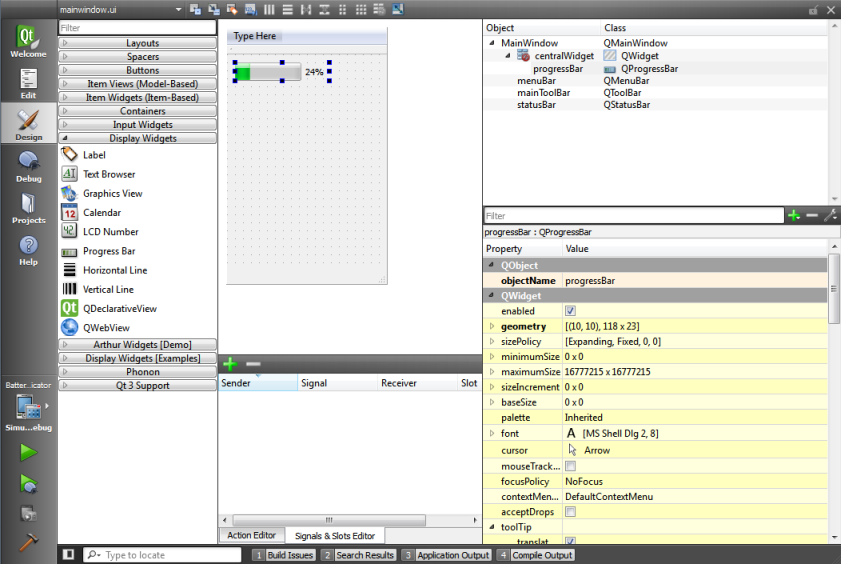 mainwindow.ui
Welcome
Edit
Design
Debug
Projects
Help
Batter...icator
Simu...ebug
Filter
Layouts
Spacers
Buttons
Item Views (Model-Based)
Item Widgets (Item-Based)
Containers
Input Widgets
Display Widgets
Label
Text Browser
Graphics View
Calendar
LCD Number
Progress Bar
Horizontal Line
Vertical Line
QDeclarativeView
QWebView
Arthur Widgets [Demo]
Display Widgets [Examples]
Phonon
Qt 3 Support
Type Here
24%
Sender Signal Receiver Slot
Action Editor Signals & Slots Editor
Object Class
MainWindow QMainWindow
centralWidget QWidget
progressBar QProgressBar
menuBar QMenuBar
mainToolBar QToolBar
statusBar QStatusBar
Filter
progressBar : QProgressBar
Property Value
QObject
objectName progressBar
QWidget
enabled
geometry [(10, 10), 118 x 23]
sizePolicy [Expanding, Fixed, 0, 0]
minimumSize 0 x 0
maximumSize 16777215 x 16777215
sizeIncrement 0 x 0
baseSize 0 x 0
palette Inherited
font A [MS Shell Dlg 2, 8]
cursor Arrow
mouseTrack...
focusPolicy NoFocus
contextMen... DefaultContextMenu
acceptDrops
toolTip
translat...
Type to locate 1 Build Issues 2 Search Results 3 Application Output 4 Compile Output